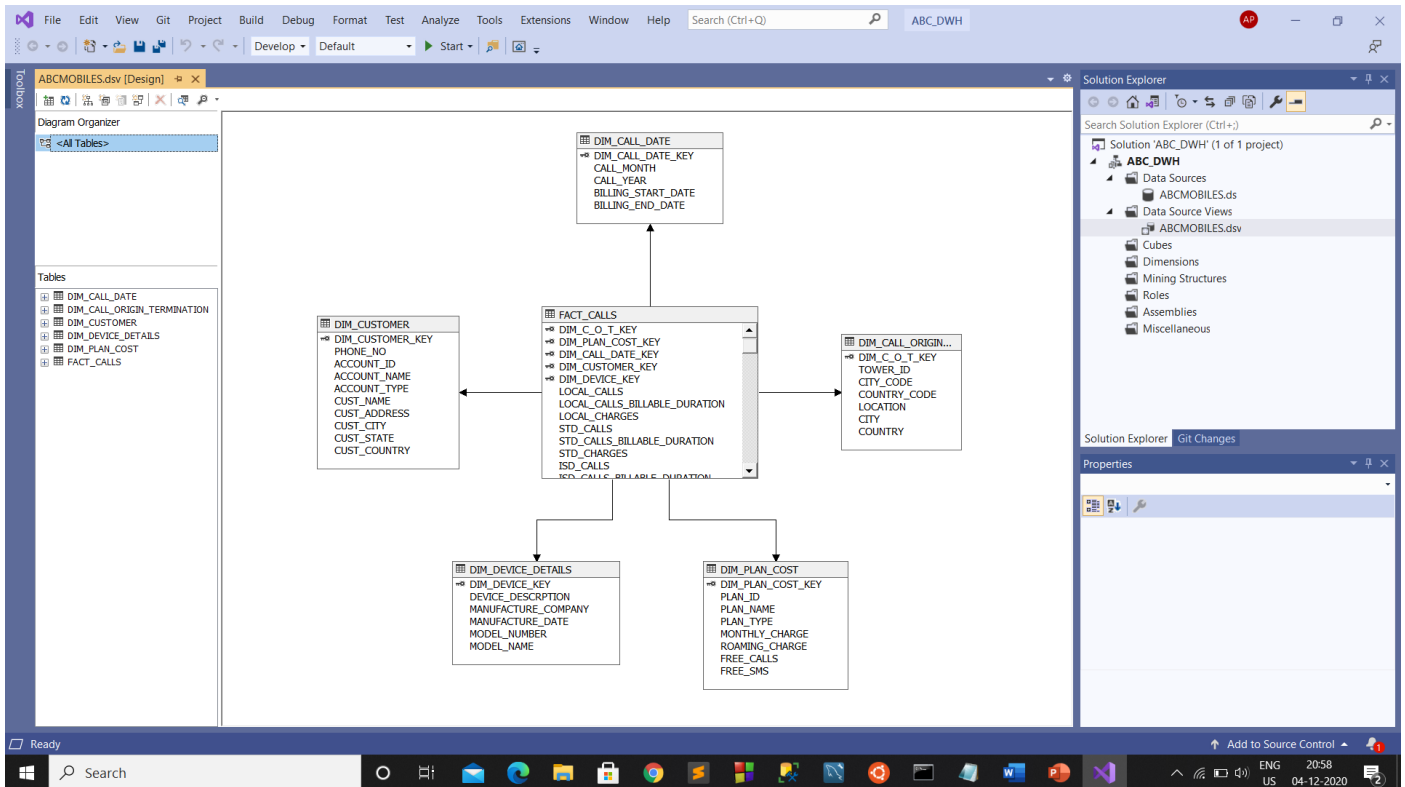 File Edit View Git Project Build Debug Format Test Analyze Tools Extensions Window Help Search (Ctrl+Q) ABC_DWH AP
Develop Default Start
Toolbox
ABCMOBILES.dsv [Design]
Diagram Organizer
<All Tables>
Tables
DIM_CALL_DATE
DIM_CALL_ORIGIN_TERMINATION
DIM_CUSTOMER
DIM_DEVICE_DETAILS
DIM_PLAN_COST
FACT_CALLS
DIM_CALL_DATE
DIM_CALL_DATE_KEY
CALL_MONTH
CALL_YEAR
BILLING_START_DATE
BILLING_END_DATE
DIM_CUSTOMER
DIM_CUSTOMER_KEY
PHONE_NO
ACCOUNT_ID
ACCOUNT_NAME
ACCOUNT_TYPE
CUST_NAME
CUST_ADDRESS
CUST_CITY
CUST_STATE
CUST_COUNTRY
FACT_CALLS
DIM_C_O_T_KEY
DIM_PLAN_COST_KEY
DIM_CALL_DATE_KEY
DIM_CUSTOMER_KEY
DIM_DEVICE_KEY
LOCAL_CALLS
LOCAL_CALLS_BILLABLE_DURATION
LOCAL_CHARGES
STD_CALLS
STD_CALLS_BILLABLE_DURATION
STD_CHARGES
ISD_CALLS
ISD_CALLS_BILLABLE_DURATION
DIM_CALL_ORIGIN...
DIM_C_O_T_KEY
TOWER_ID
CITY_CODE
COUNTRY_CODE
LOCATION
CITY
COUNTRY
DIM_DEVICE_DETAILS
DIM_DEVICE_KEY
DEVICE_DESCRPTION
MANUFACTURE_COMPANY
MANUFACTURE_DATE
MODEL_NUMBER
MODEL_NAME
DIM_PLAN_COST
DIM_PLAN_COST_KEY
PLAN_ID
PLAN_NAME
PLAN_TYPE
MONTHLY_CHARGE
ROAMING_CHARGE
FREE_CALLS
FREE_SMS
Solution Explorer
Search Solution Explorer (Ctrl+;)
Solution 'ABC_DWH' (1 of 1 project)
ABC_DWH
Data Sources
ABCMOBILES.ds
Data Source Views
ABCMOBILES.dsv
Cubes
Dimensions
Mining Structures
Roles
Assemblies
Miscellaneous
Solution Explorer Git Changes
Properties
Ready Add to Source Control 1
Search ENG 20:58
US 04-12-2020 2